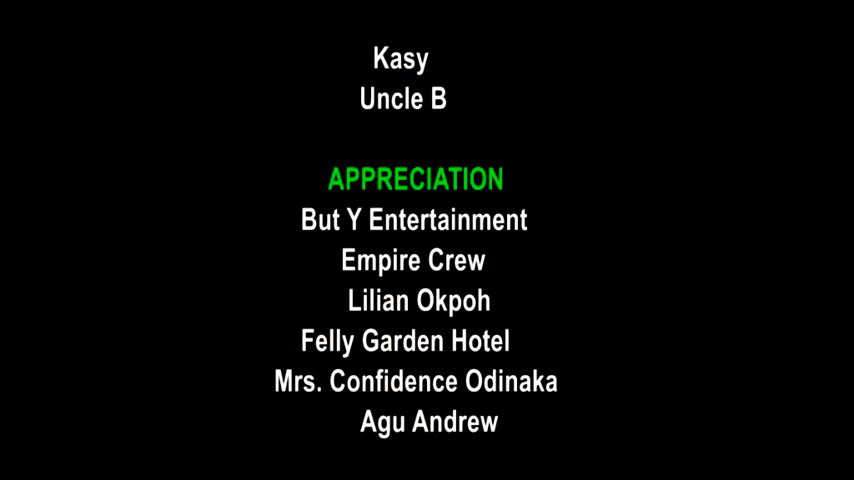 Kasy
Uncle B
APPRECIATION
But Y Entertainment
Empire Crew
Lilian Okpoh
Felly Garden Hotel
Mrs. Confidence Odinaka
Agu Andrew